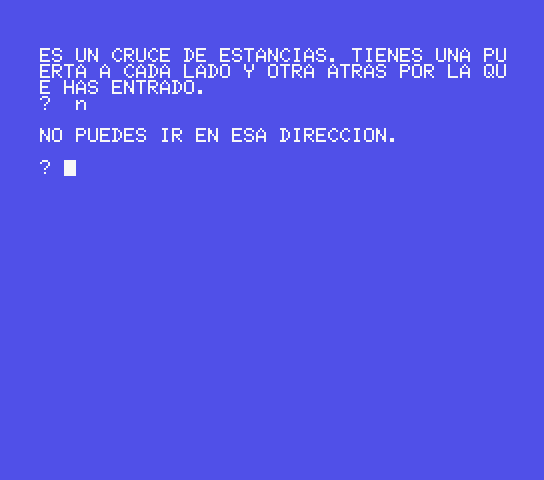 ES UN CRUCE DE ESTANCIAS. TIENES UNA PU
ERTA A CADA LADO Y OTRA ATRAS POR LA QU
E HAS ENTRADO.
?  n
NO PUEDES IR EN ESA DIRECCION.
?